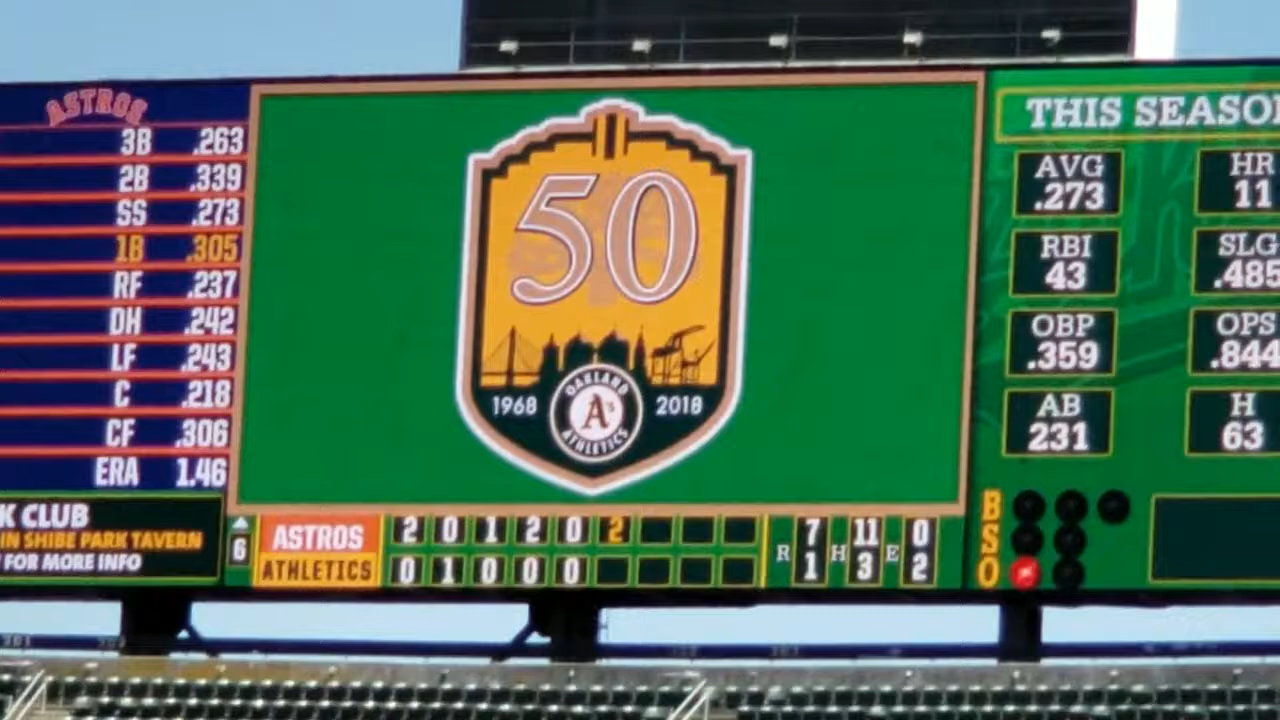 ASTROS
3B .263
2B .339
SS .273
1B .305
RF .237
DH .242
LF .243
C .218
CF .306
ERA 1.46
K CLUB
IN SHIBE PARK TAVERN
FOR MORE INFO
50
1968 2018
OAKLAND
A's
ATHLETICS
THIS SEASO
AVG HR
.273 11
RBI SLG
43 .485
OBP OPS
.359 .844
AB H
231 63
6
ASTROS 2 0 1 2 0 2
ATHLETICS 0 1 0 0 0
R 7 1
H 11 3
E 0 2
B
S
O